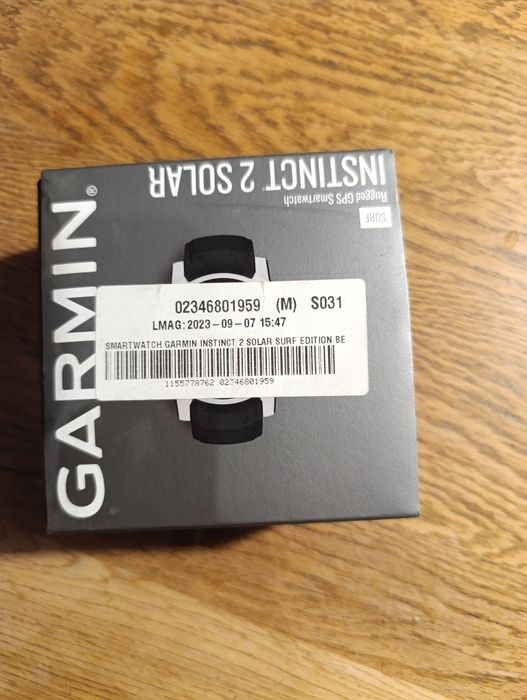 INSTINCT® 2 SOLAR
Rugged GPS Smartwatch
SURF
GARMIN®
02346801959 (M) S031
LMAG: 2023-09-07 15:47
SMARTWATCH GARMIN INSTINCT 2 SOLAR SURF EDITION BE
1155778762 02346801959